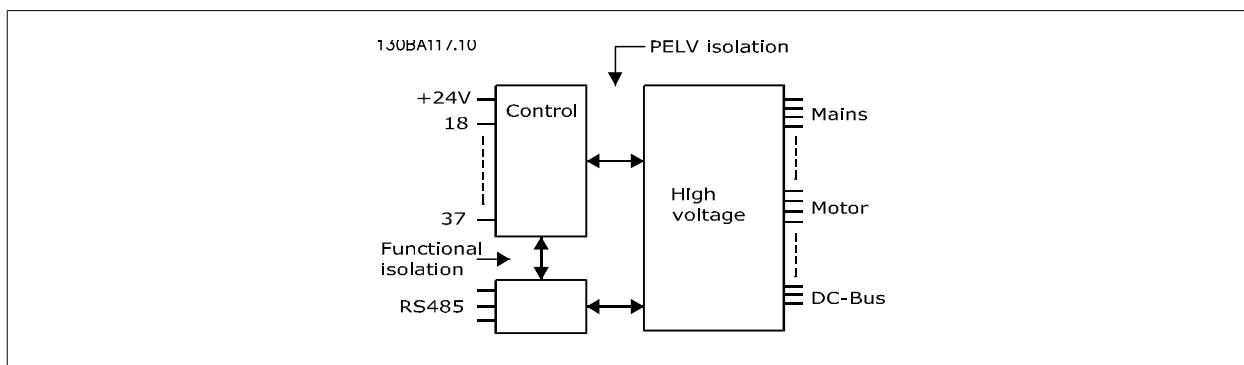 130BA117.10
PELV isolation
+24V
Control
18
Mains
High
voltage
37
Motor
Functional
isolation
RS485
DC-Bus